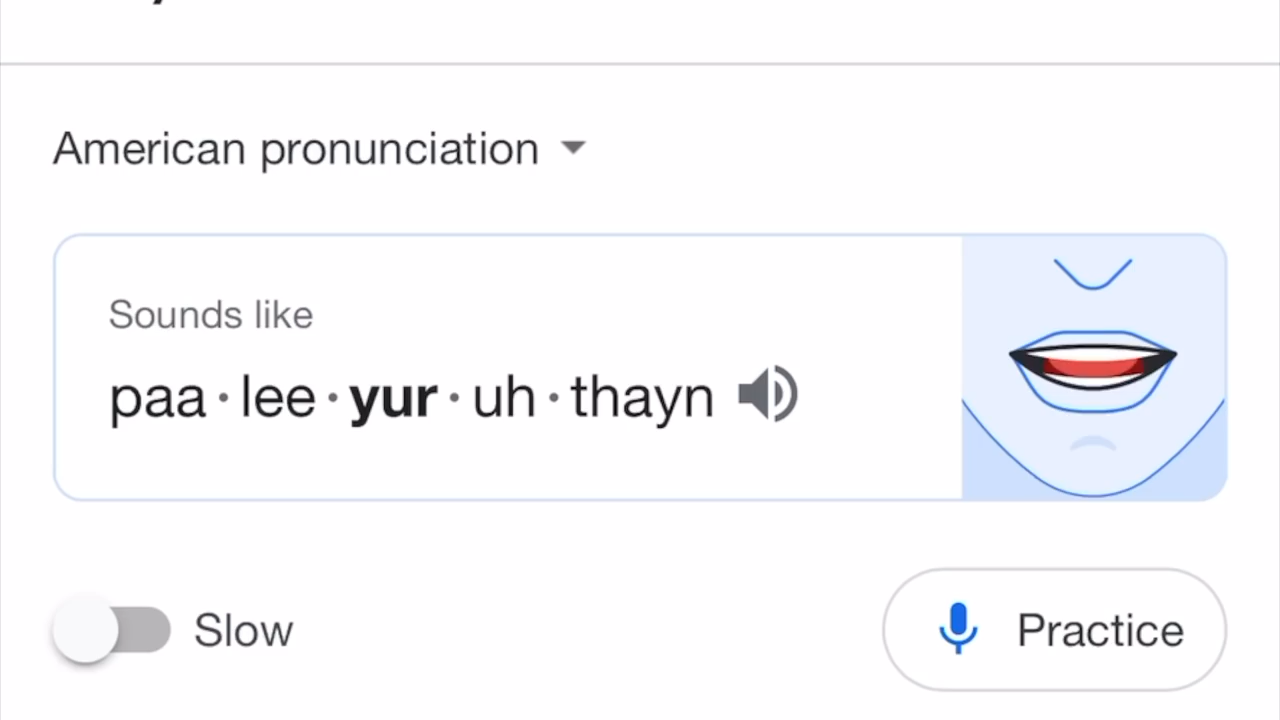 American pronunciation
Sounds like
paa·lee·yur·uh·thayn
Slow
Practice